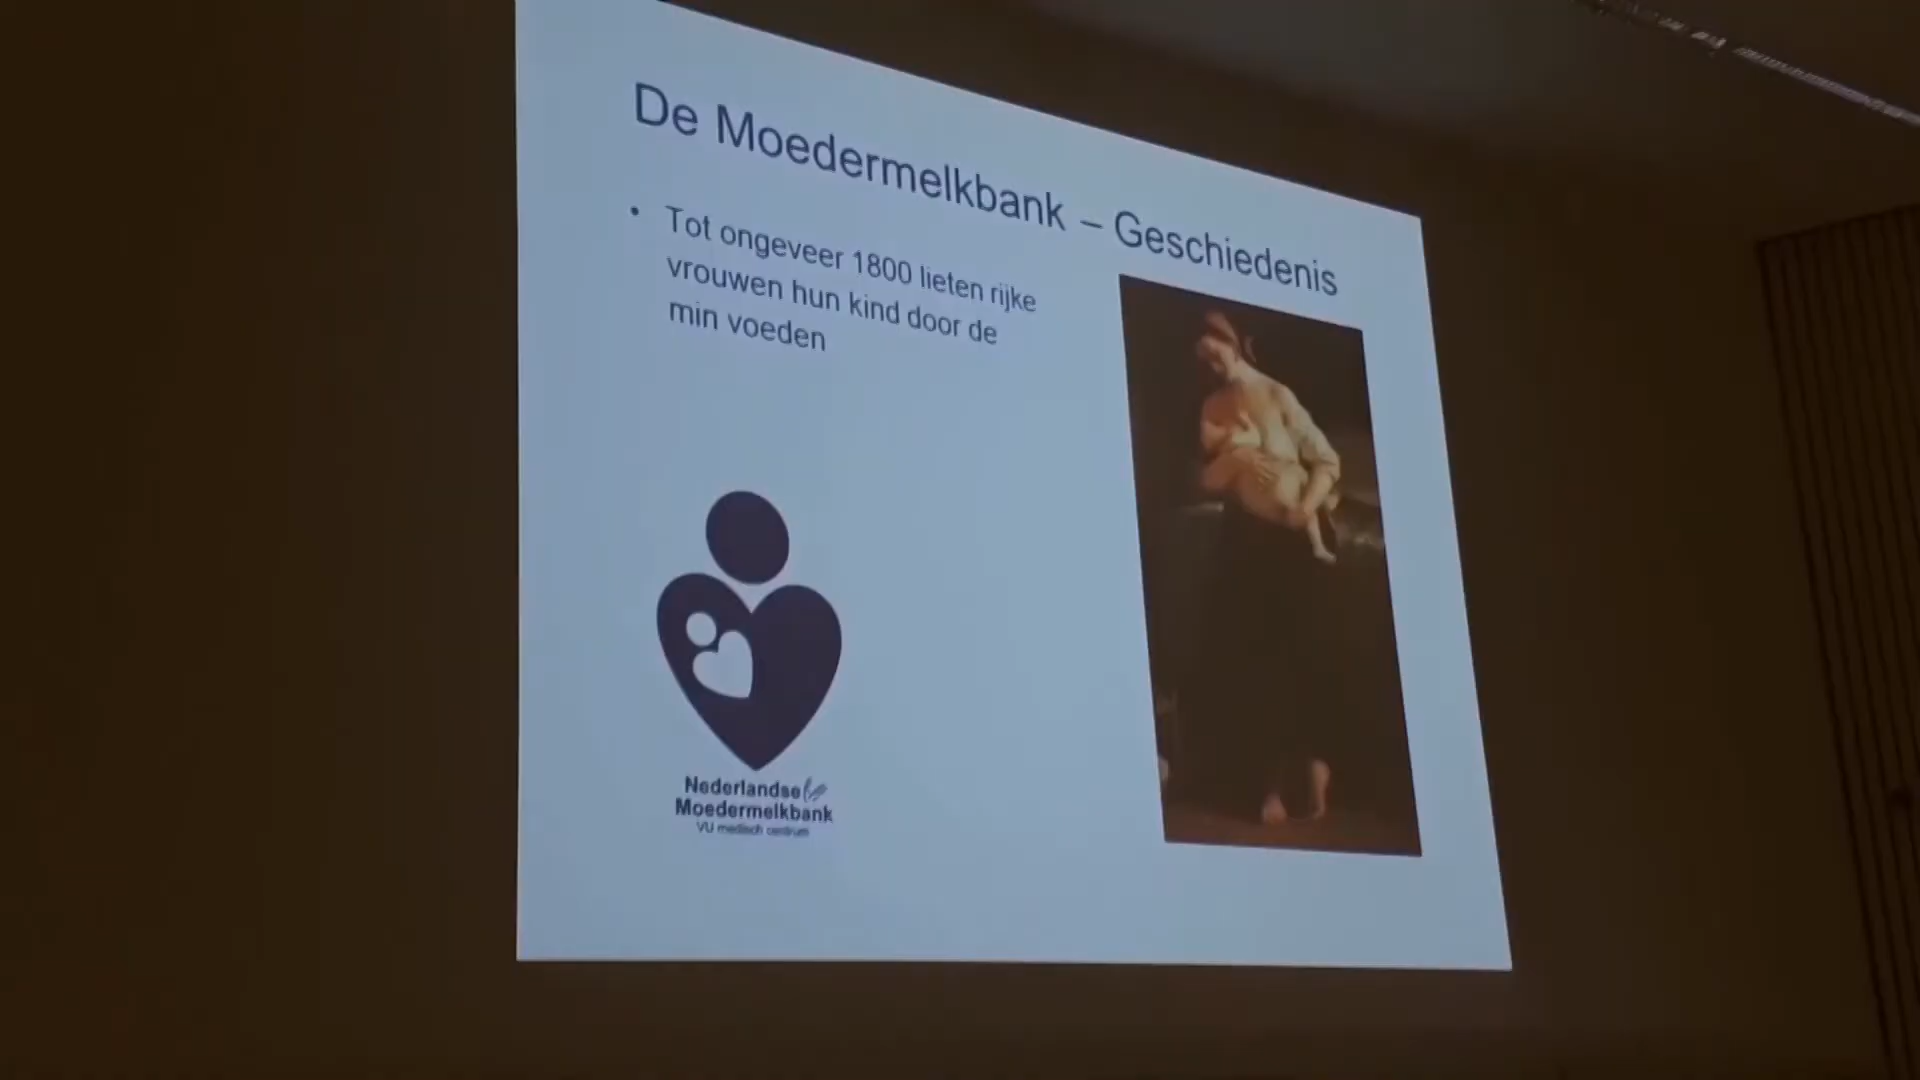 De Moedermelkbank – Geschiedenis
• Tot ongeveer 1800 lieten rijke
vrouwen hun kind door de
min voeden
Nederlandse
Moedermelkbank
VU medisch centrum